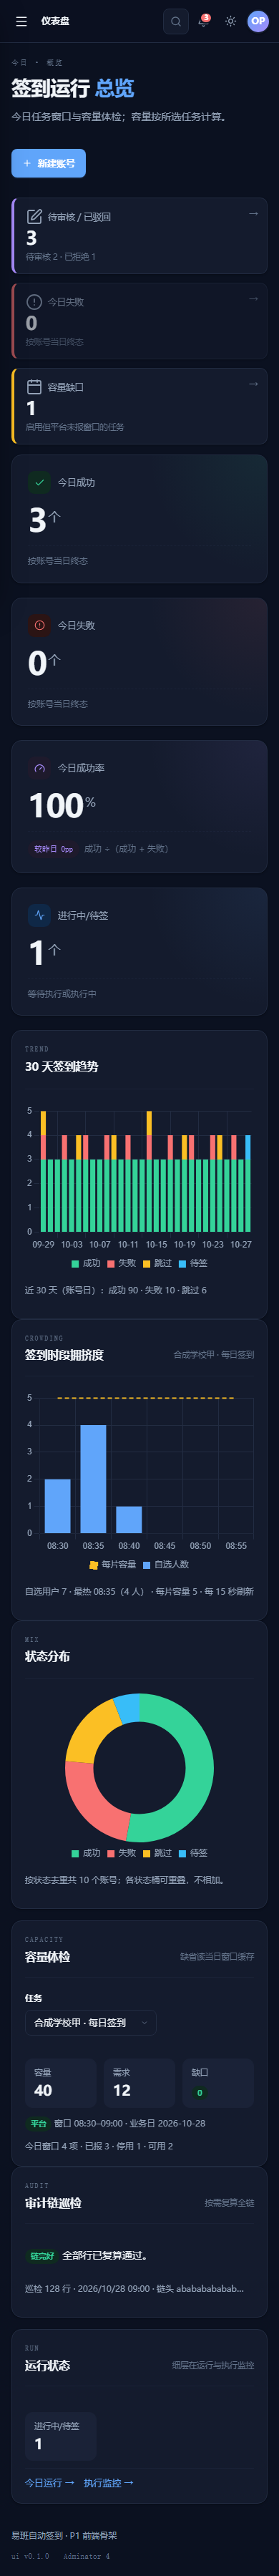 仪表盘
3
OP
今日 · 概览
签到运行 总览
今日任务窗口与容量体检；容量按所选任务计算。
+ 新建账号
待审核 / 已驳回 →
3
待审核 2 · 已拒绝 1
今日失败 →
0
按账号当日终态
容量缺口 →
1
启用但平台未报窗口的任务
今日成功
3个
按账号当日终态
今日失败
0个
按账号当日终态
今日成功率
100%
较昨日 0pp 成功 ÷（成功 + 失败）
进行中/待签
1个
等待执行或执行中
TREND
30 天签到趋势
5
4
3
2
1
0
09-29 10-03 10-07 10-11 10-15 10-19 10-23 10-27
成功 失败 跳过 待签
近 30 天（账号日）：成功 90 · 失败 10 · 跳过 6
CROWDING
签到时段拥挤度 合成学校甲 · 每日签到
5
4
3
2
1
0
08:30 08:35 08:40 08:45 08:50 08:55
每片容量 自选人数
自选用户 7 · 最热 08:35（4 人） · 每片容量 5 · 每 15 秒刷新
MIX
状态分布
成功 失败 跳过 待签
按状态去重共 10 个账号；各状态桶可重叠，不相加。
CAPACITY
容量体检 缺省读当日窗口缓存
任务
合成学校甲 · 每日签到
容量 需求 缺口
40 12 0
平台 窗口 08:30–09:00 · 业务日 2026-10-28
今日窗口 4 项 · 已报 3 · 停用 1 · 可用 2
AUDIT
审计链巡检 按需复算全链
链完好 全部行已复算通过。
巡检 128 行 · 2026/10/28 09:00 · 链头 ababababab…
RUN
运行状态 细层在运行与执行监控
进行中/待签
1
今日运行 → 执行监控 →
易班自动签到 · P1 前端骨架
ui v0.1.0 Adminator 4